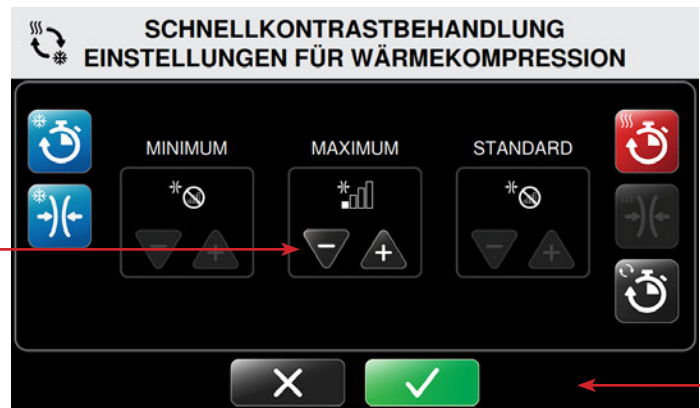 SCHNELLKONTRASTBEHANDLUNG
EINSTELLUNGEN FÜR WÄRMEKOMPRESSION
MINIMUM MAXIMUM STANDARD